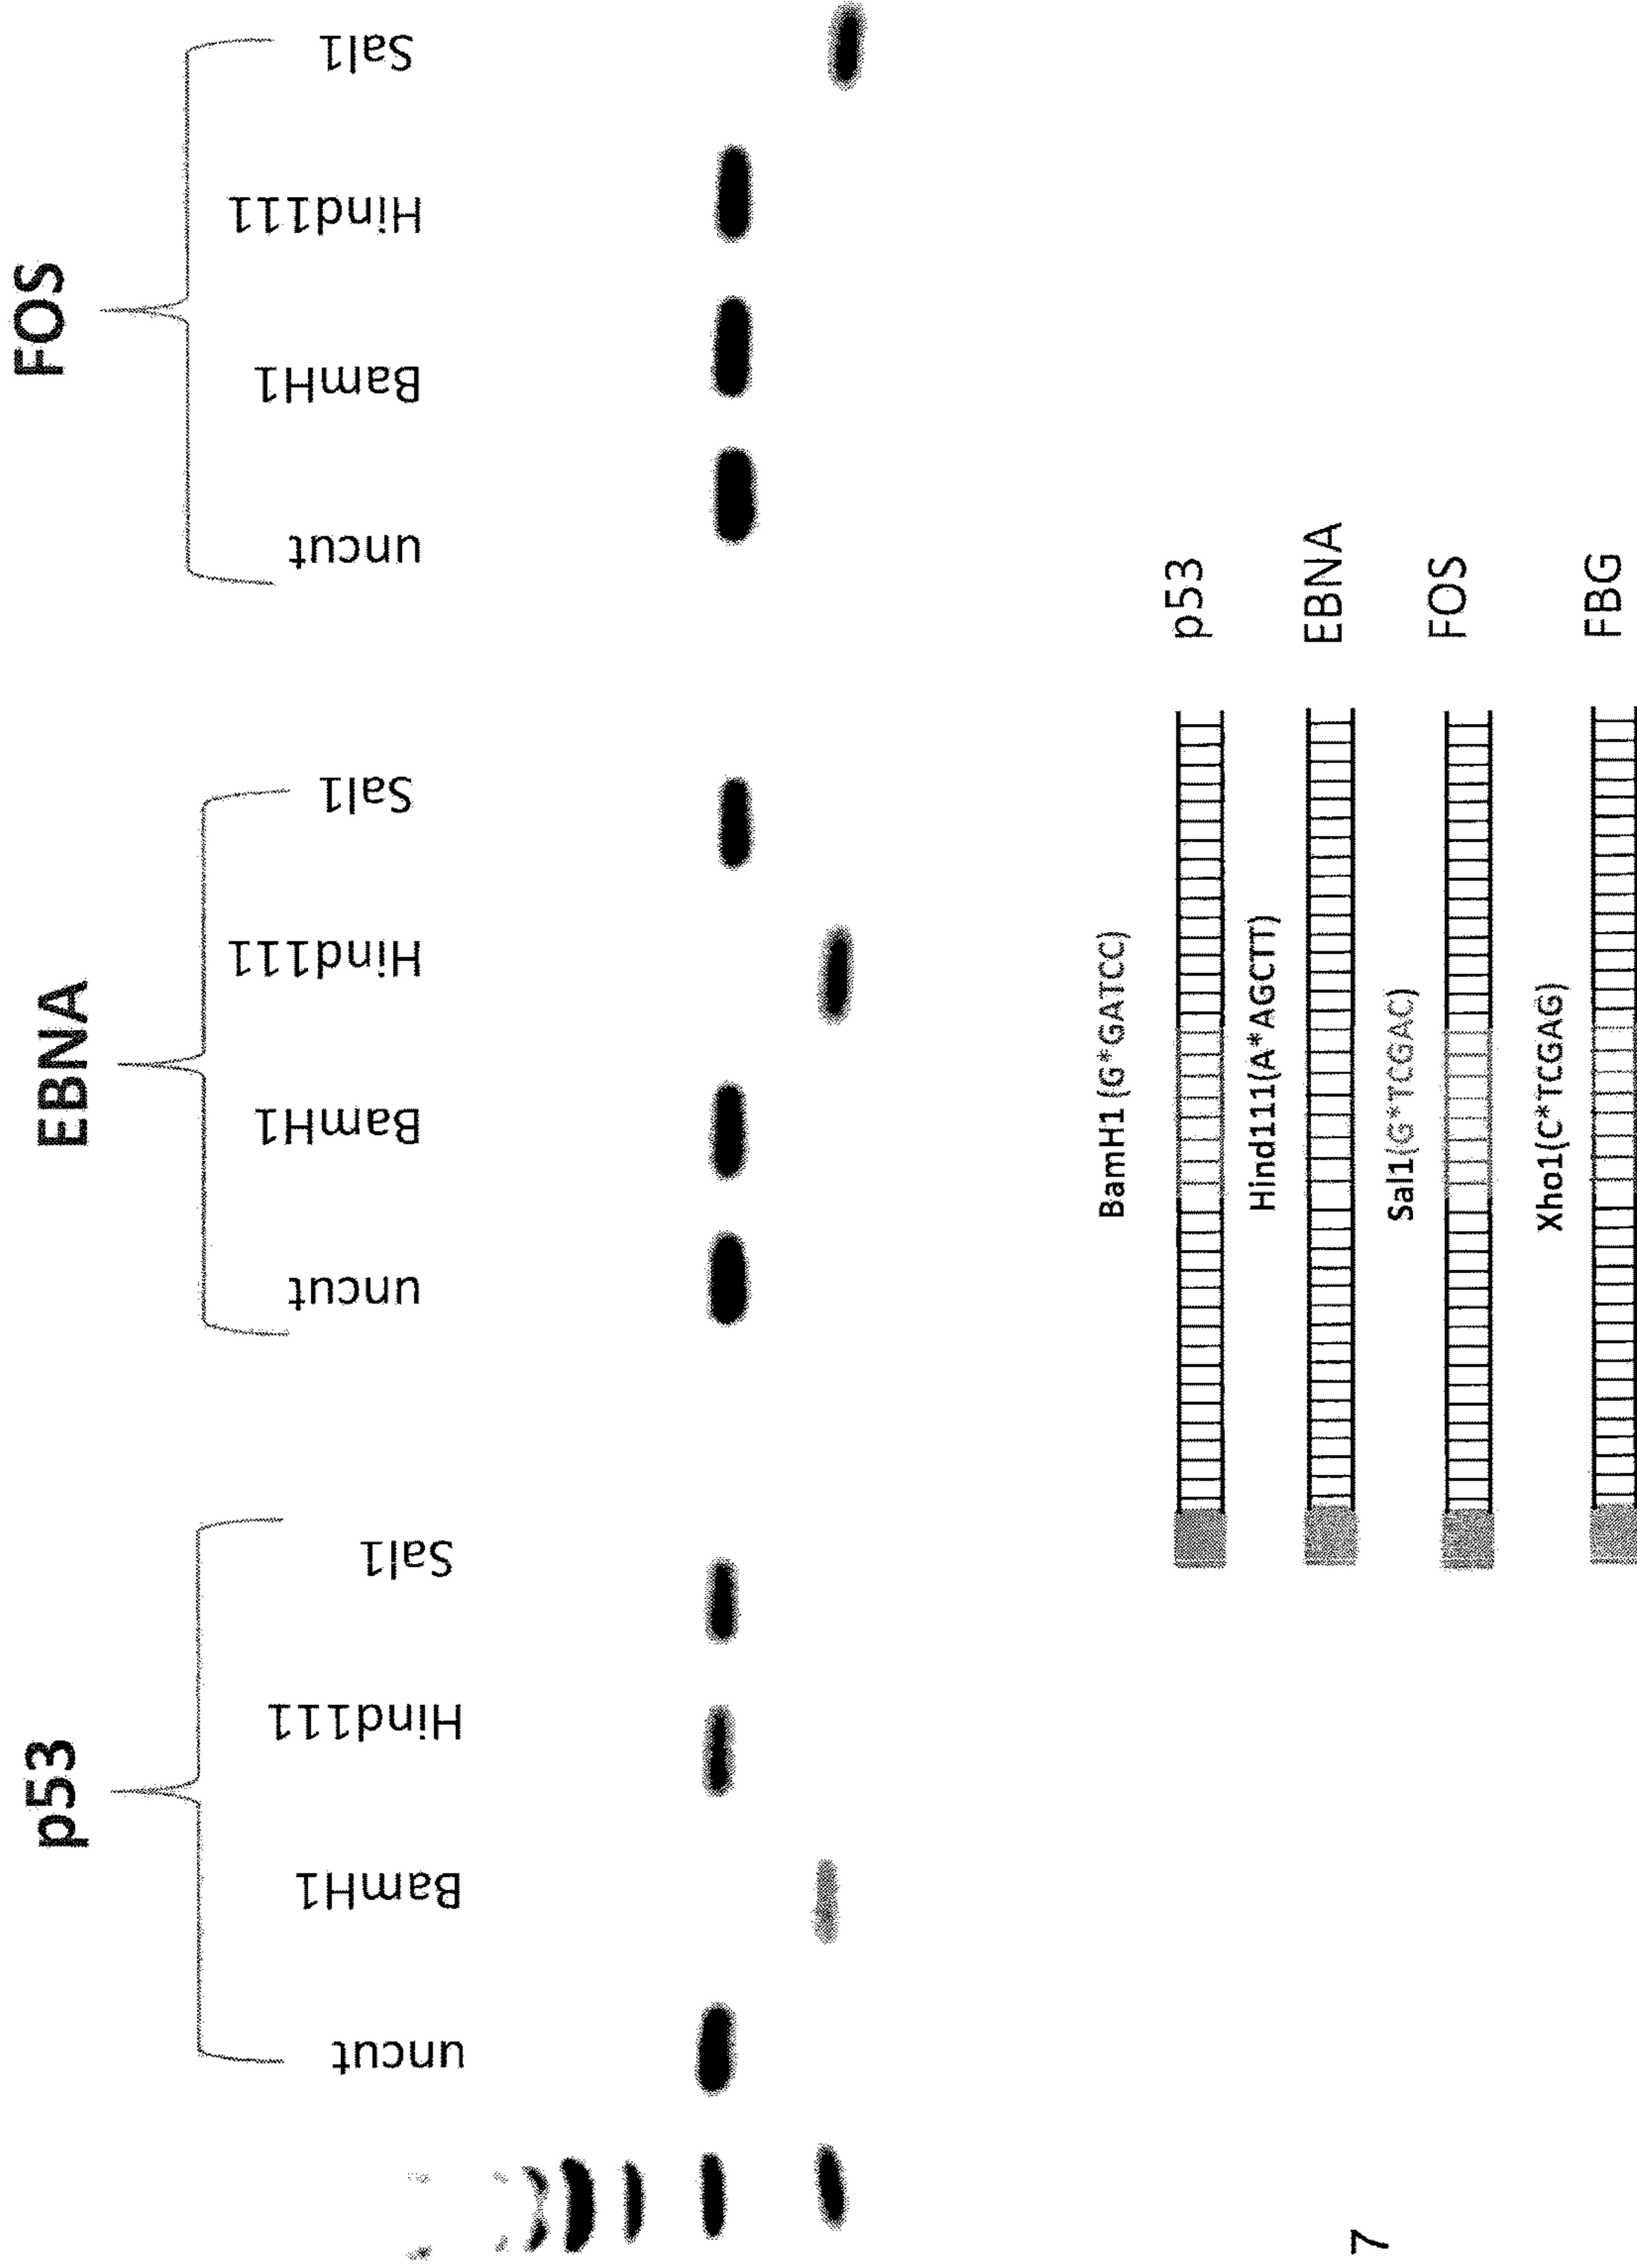 p53
EBNA
FOS
uncut
BamH1
Hind111
Sal1
uncut
BamH1
Hind111
Sal1
uncut
BamH1
Hind111
Sal1
BamH1 (G*GATCC)
p53
Hind111(A*AGCTT)
EBNA
Sal1(G*TCGAC)
FOS
Xho1(C*TCGAG)
FBG
7